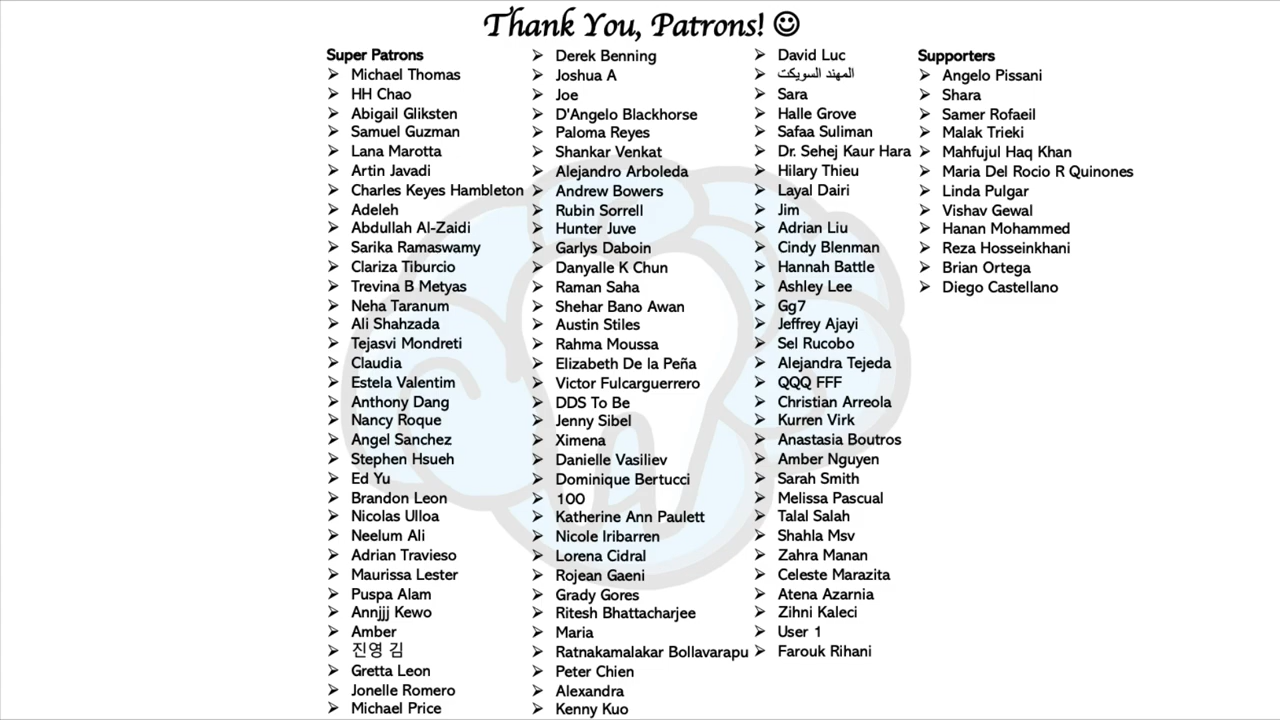 Thank You, Patrons! ☺
Super Patrons
Michael Thomas
HH Chao
Abigail Gliksten
Samuel Guzman
Lana Marotta
Artin Javadi
Charles Keyes Hambleton
Adeleh
Abdullah Al-Zaidi
Sarika Ramaswamy
Clariza Tiburcio
Trevina B Metyas
Neha Taranum
Ali Shahzada
Tejasvi Mondreti
Claudia
Estela Valentim
Anthony Dang
Nancy Roque
Angel Sanchez
Stephen Hsueh
Ed Yu
Brandon Leon
Nicolas Ulloa
Neelum Ali
Adrian Travieso
Maurissa Lester
Puspa Alam
Annjjj Kewo
Amber
진영 김
Gretta Leon
Jonelle Romero
Michael Price
Derek Benning
Joshua A
Joe
D'Angelo Blackhorse
Paloma Reyes
Shankar Venkat
Alejandro Arboleda
Andrew Bowers
Rubin Sorrell
Hunter Juve
Garlys Daboin
Danyalle K Chun
Raman Saha
Shehar Bano Awan
Austin Stiles
Rahma Moussa
Elizabeth De la Peña
Victor Fulcarguerrero
DDS To Be
Jenny Sibel
Ximena
Danielle Vasiliev
Dominique Bertucci
100
Katherine Ann Paulett
Nicole Iribarren
Lorena Cidral
Rojean Gaeni
Grady Gores
Ritesh Bhattacharjee
Maria
Ratnakamalakar Bollavarapu
Peter Chien
Alexandra
Kenny Kuo
David Luc
المهند السويكت
Sara
Halle Grove
Safaa Suliman
Dr. Sehej Kaur Hara
Hilary Thieu
Layal Dairi
Jim
Adrian Liu
Cindy Blenman
Hannah Battle
Ashley Lee
Gg7
Jeffrey Ajayi
Sel Rucobo
Alejandra Tejeda
QQQ FFF
Christian Arreola
Kurren Virk
Anastasia Boutros
Amber Nguyen
Sarah Smith
Melissa Pascual
Talal Salah
Shahla Msv
Zahra Manan
Celeste Marazita
Atena Azarnia
Zihni Kaleci
User 1
Farouk Rihani
Supporters
Angelo Pissani
Shara
Samer Rofaeil
Malak Trieki
Mahfujul Haq Khan
Maria Del Rocio R Quinones
Linda Pulgar
Vishav Gewal
Hanan Mohammed
Reza Hosseinkhani
Brian Ortega
Diego Castellano